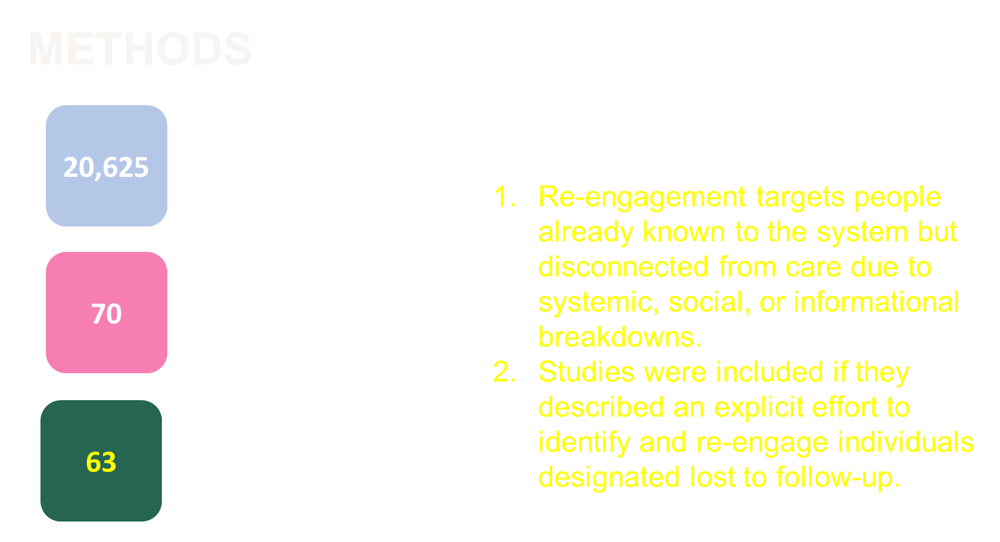 METHODS
20,625
70
63
1. Re-engagement targets people
already known to the system but
disconnected from care due to
systemic, social, or informational
breakdowns.
2. Studies were included if they
described an explicit effort to
identify and re-engage individuals
designated lost to follow-up.